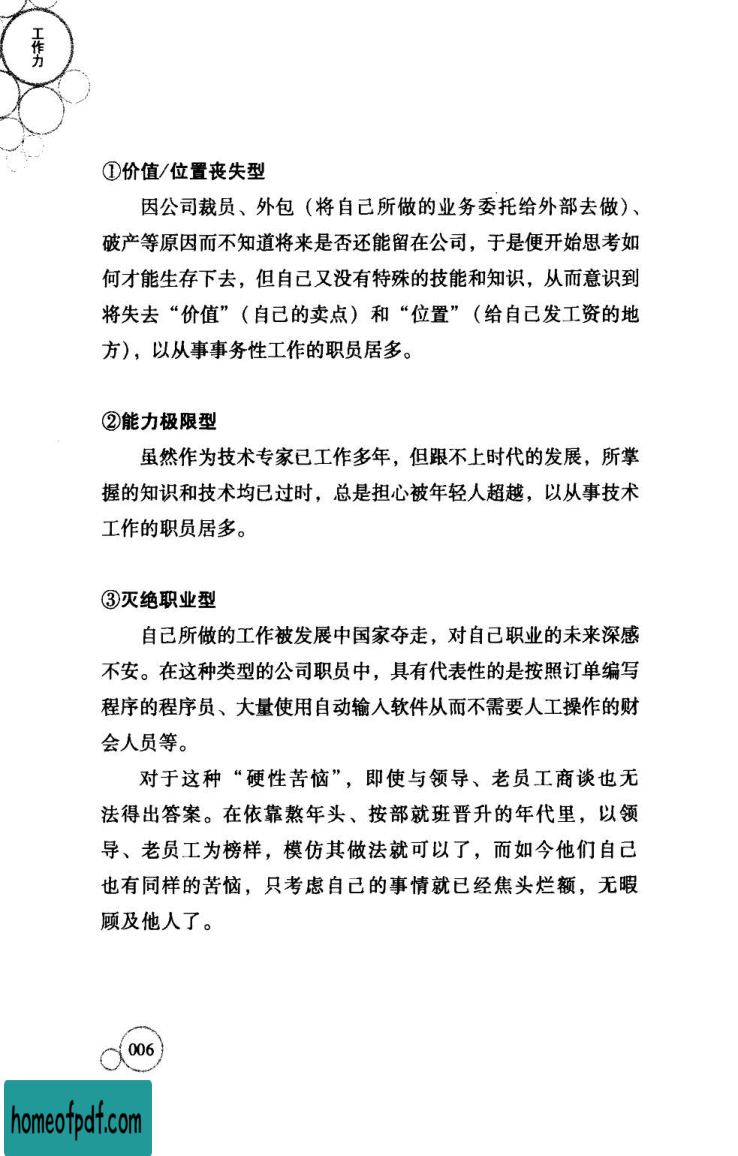 工作力
①价值/位置丧失型
因公司裁员、外包（将自己所做的业务委托给外部去做）、
破产等原因而不知道将来是否还能留在公司，于是便开始思考如
何才能生存下去，但自己又没有特殊的技能和知识，从而意识到
将失去“价值”（自己的卖点）和“位置”（给自己发工资的地
方），以从事事务性工作的职员居多。
②能力极限型
虽然作为技术专家已工作多年，但跟不上时代的发展，所掌
握的知识和技术均已过时，总是担心被年轻人超越，以从事技术
工作的职员居多。
③灭绝职业型
自己所做的工作被发展中国家夺走，对自己职业的未来深感
不安。在这种类型的公司职员中，具有代表性的是按照订单编写
程序的程序员、大量使用自动输入软件从而不需要人工操作的财
会人员等。
对于这种“硬性苦恼”，即使与领导、老员工商谈也无
法得出答案。在依靠熬年头、按部就班晋升的年代里，以领
导、老员工为榜样，模仿其做法就可以了，而如今他们自己
也有同样的苦恼，只考虑自己的事情就已经焦头烂额，无暇
顾及他人了。
006
homeofpdf.com